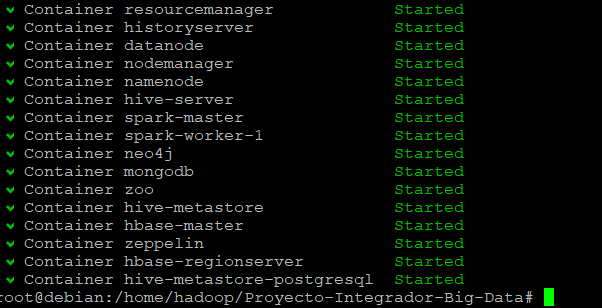 ✔ Container resourcemanager Started
✔ Container historyserver Started
✔ Container datanode Started
✔ Container nodemanager Started
✔ Container namenode Started
✔ Container hive-server Started
✔ Container spark-master Started
✔ Container spark-worker-1 Started
✔ Container neo4j Started
✔ Container mongodb Started
✔ Container zoo Started
✔ Container hive-metastore Started
✔ Container hbase-master Started
✔ Container zeppelin Started
✔ Container hbase-regionserver Started
✔ Container hive-metastore-postgresql Started
root@debian:/home/hadoop/Proyecto-Integrador-Big-Data#